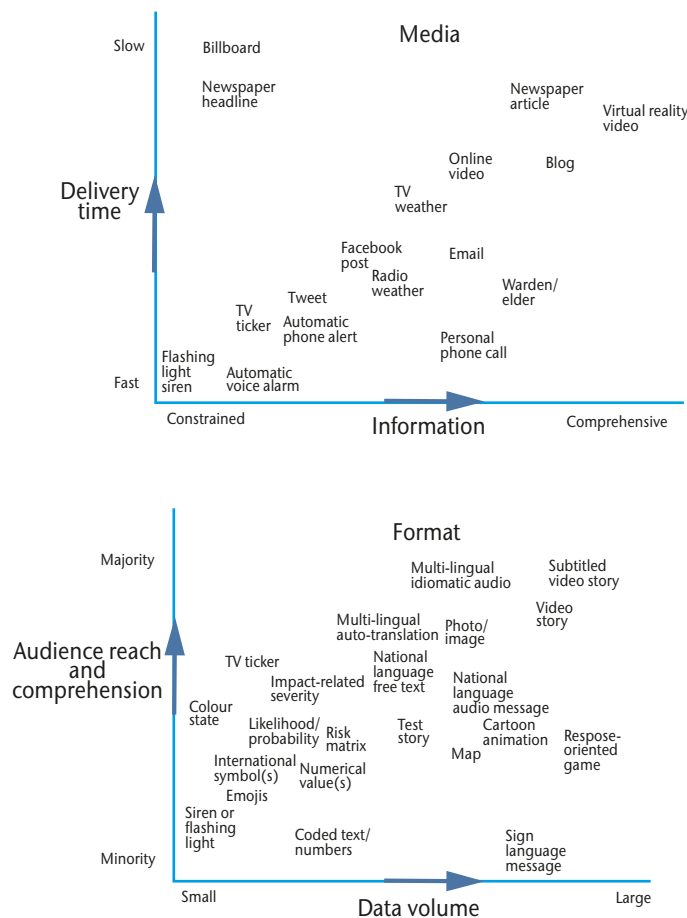 Media
Slow
Billboard
Newspaper
headline
Newspaper
article
Virtual reality
video
Online
video
Blog
Delivery
time
TV
weather
Facebook
post
Email
Radio
weather
Warden/
elder
Tweet
TV
ticker
Automatic
phone alert
Personal
phone call
Flashing
light
siren
Automatic
voice alarm
Fast
Constrained
Information
Comprehensive
Format
Majority
Multi-lingual
idiomatic audio
Subtitled
video story
Video
story
Multi-lingual
auto-translation
Photo/
image
Audience reach
and
comprehension
TV ticker
National
language
free text
Impact-related
severity
National
language
audio message
Colour
state
Likelihood/
probability
Risk
matrix
Test
story
Cartoon
animation
Map
Respose-
oriented
game
International
symbol(s)
Numerical
value(s)
Emojis
Siren or
flashing
light
Coded text/
numbers
Sign
language
message
Minority
Small
Data volume
Large